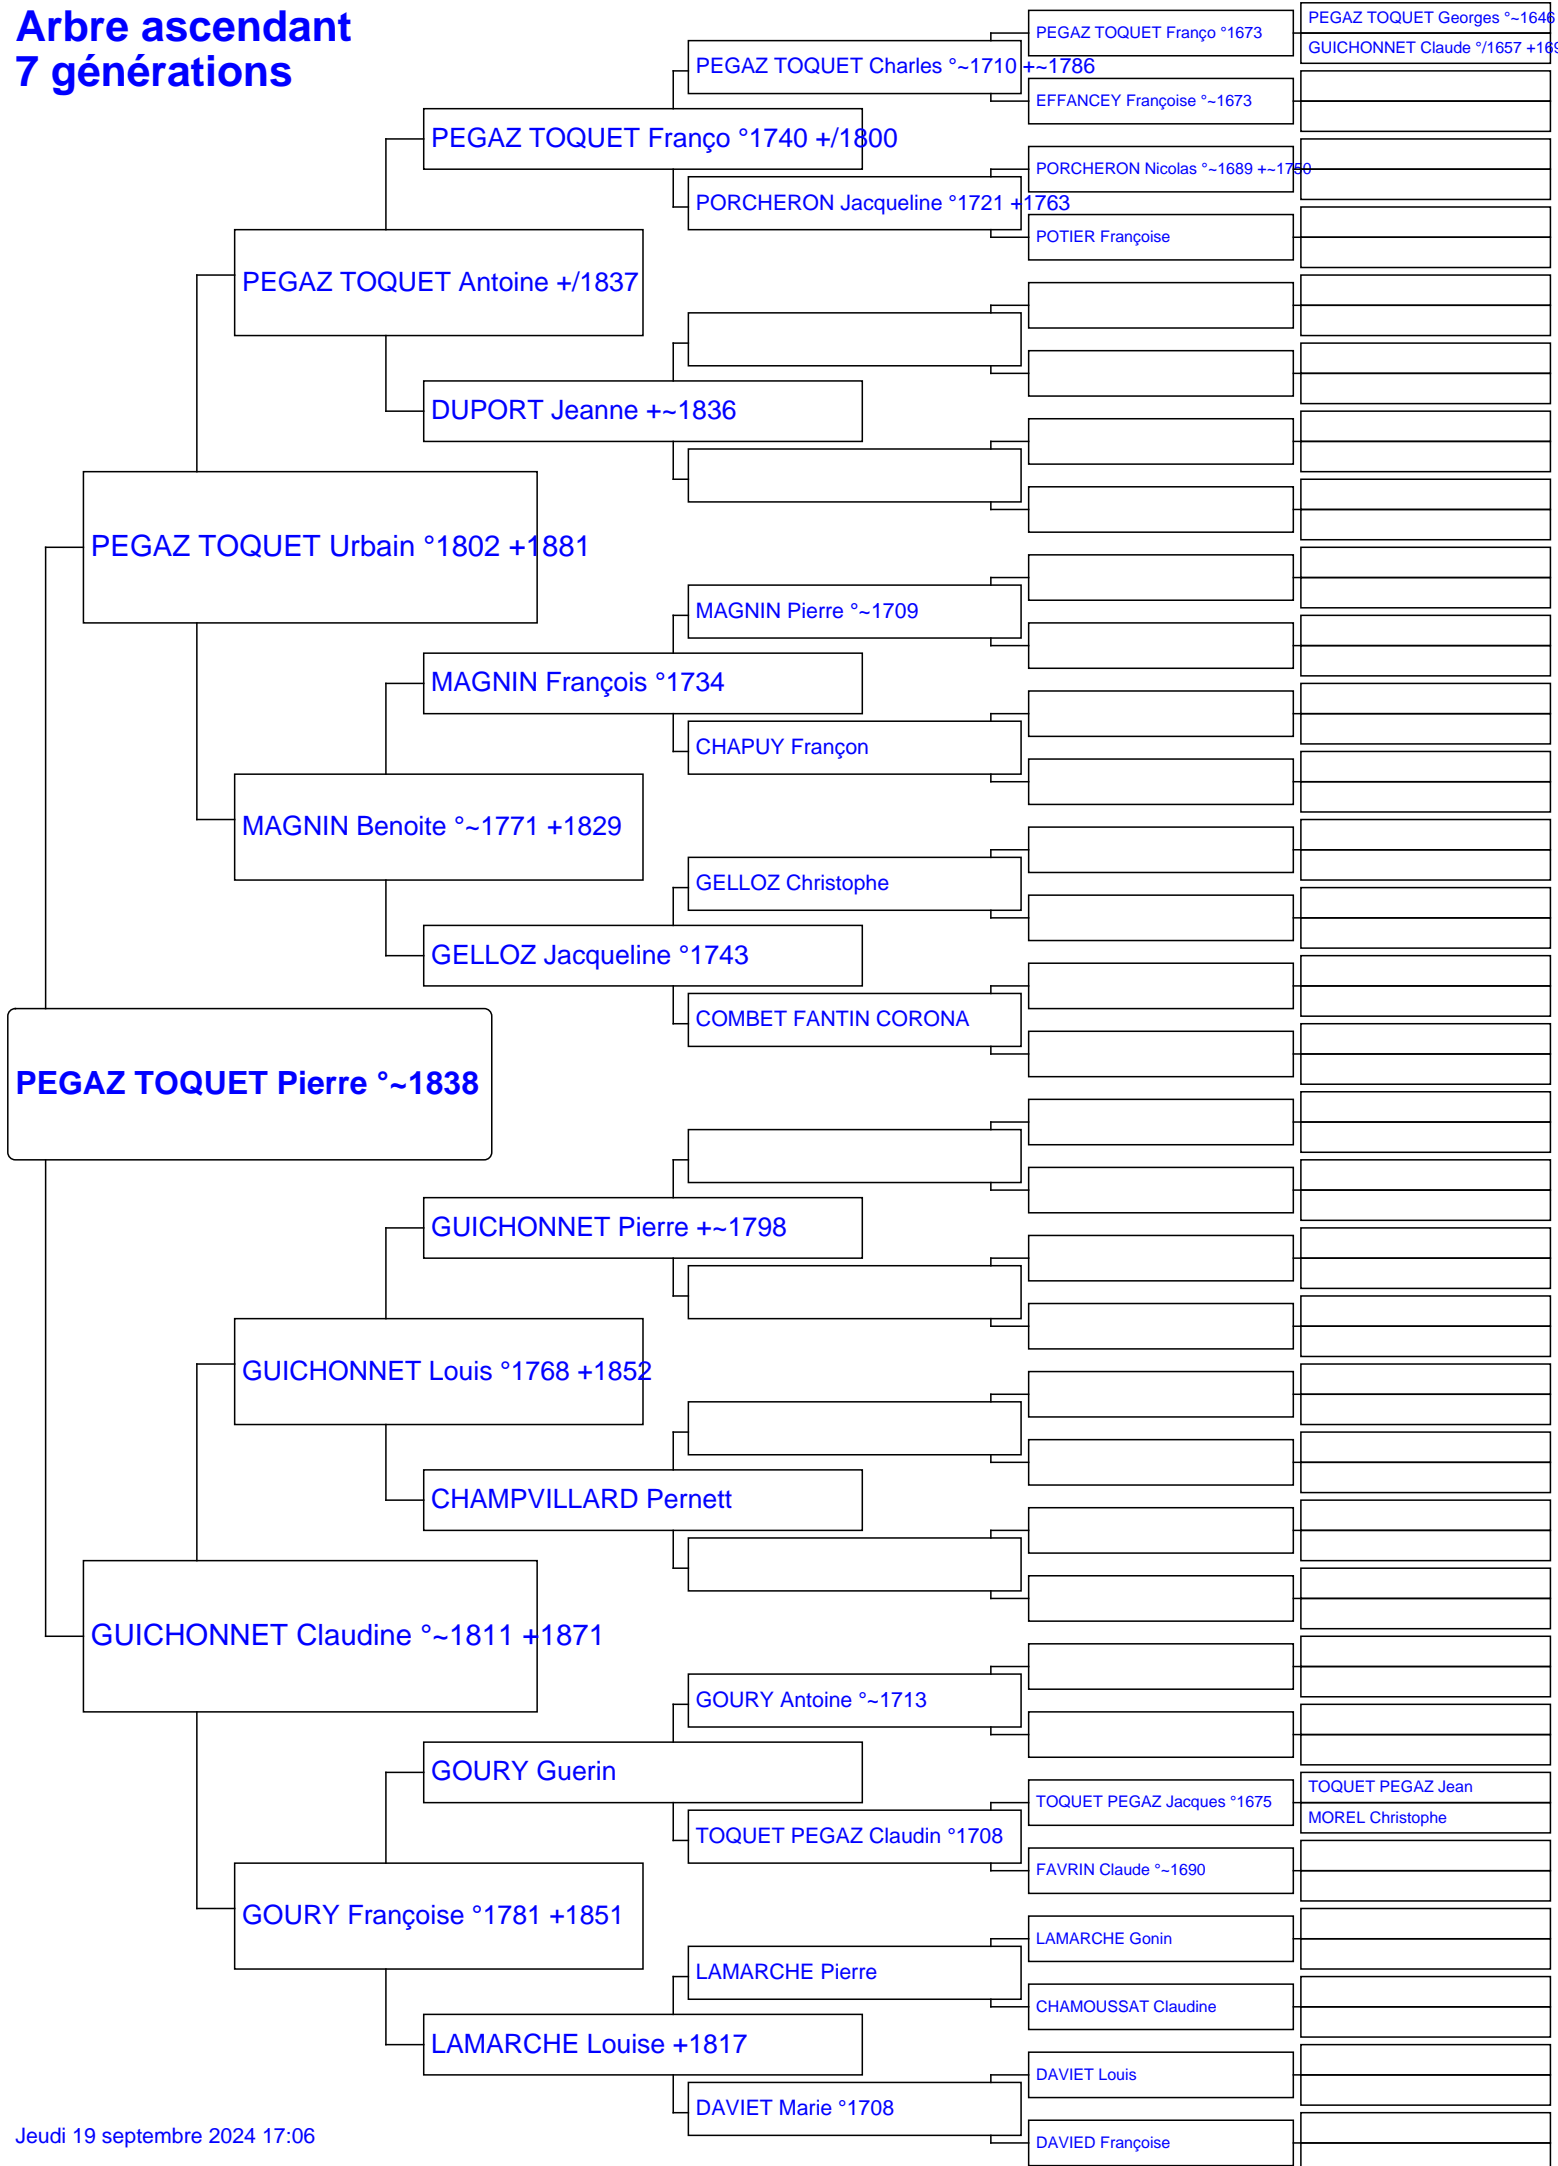 Arbre ascendant
7 générations
PEGAZ TOQUET Georges °~1646
PEGAZ TOQUET Franço °1673
GUICHONNET Claude °/1657 +169
PEGAZ TOQUET Charles °~1710 +~1786
EFFANCEY Françoise °~1673
PEGAZ TOQUET Franço °1740 +/1800
PORCHERON Nicolas °~1689 +~1750
PORCHERON Jacqueline °1721 +1763
POTIER Françoise
PEGAZ TOQUET Antoine +/1837
DUPORT Jeanne +~1836
PEGAZ TOQUET Urbain °1802 +1881
MAGNIN Pierre °~1709
MAGNIN François °1734
CHAPUY Françon
MAGNIN Benoite °~1771 +1829
GELLOZ Christophe
GELLOZ Jacqueline °1743
COMBET FANTIN CORONA
PEGAZ TOQUET Pierre °~1838
GUICHONNET Pierre +~1798
GUICHONNET Louis °1768 +1852
CHAMPVILLARD Pernett
GUICHONNET Claudine °~1811 +1871
GOURY Antoine °~1713
GOURY Guerin
TOQUET PEGAZ Jean
TOQUET PEGAZ Jacques °1675
MOREL Christophe
TOQUET PEGAZ Claudin °1708
FAVRIN Claude °~1690
GOURY Françoise °1781 +1851
LAMARCHE Gonin
LAMARCHE Pierre
CHAMOUSSAT Claudine
LAMARCHE Louise +1817
DAVIET Louis
DAVIET Marie °1708
DAVIED Françoise
Jeudi 19 septembre 2024 17:06